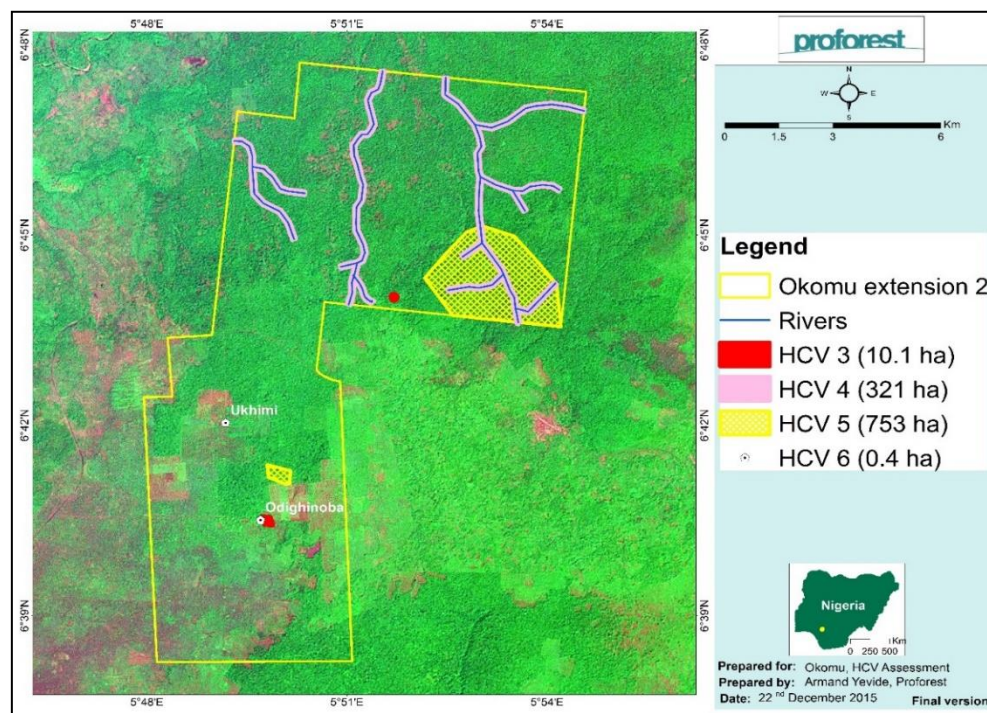 5°48'E 5°51'E 5°54'E
proforest
6°48'N 6°48'N
N
W E
S
Km
0 1.5 3 6
6°45'N 6°45'N
Legend
Okomu extension 2
Rivers
HCV 3 (10.1 ha)
HCV 4 (321 ha)
HCV 5 (753 ha)
HCV 6 (0.4 ha)
6°42'N 6°42'N
Ukhimi
Odighinoba
6°39'N 6°39'N
Nigeria
Km
0 250 500
Prepared for: Okomu, HCV Assessment
Prepared by: Armand Yevide, Proforest
Date: 22 nd December 2015 Final version
5°48'E 5°51'E 5°54'E